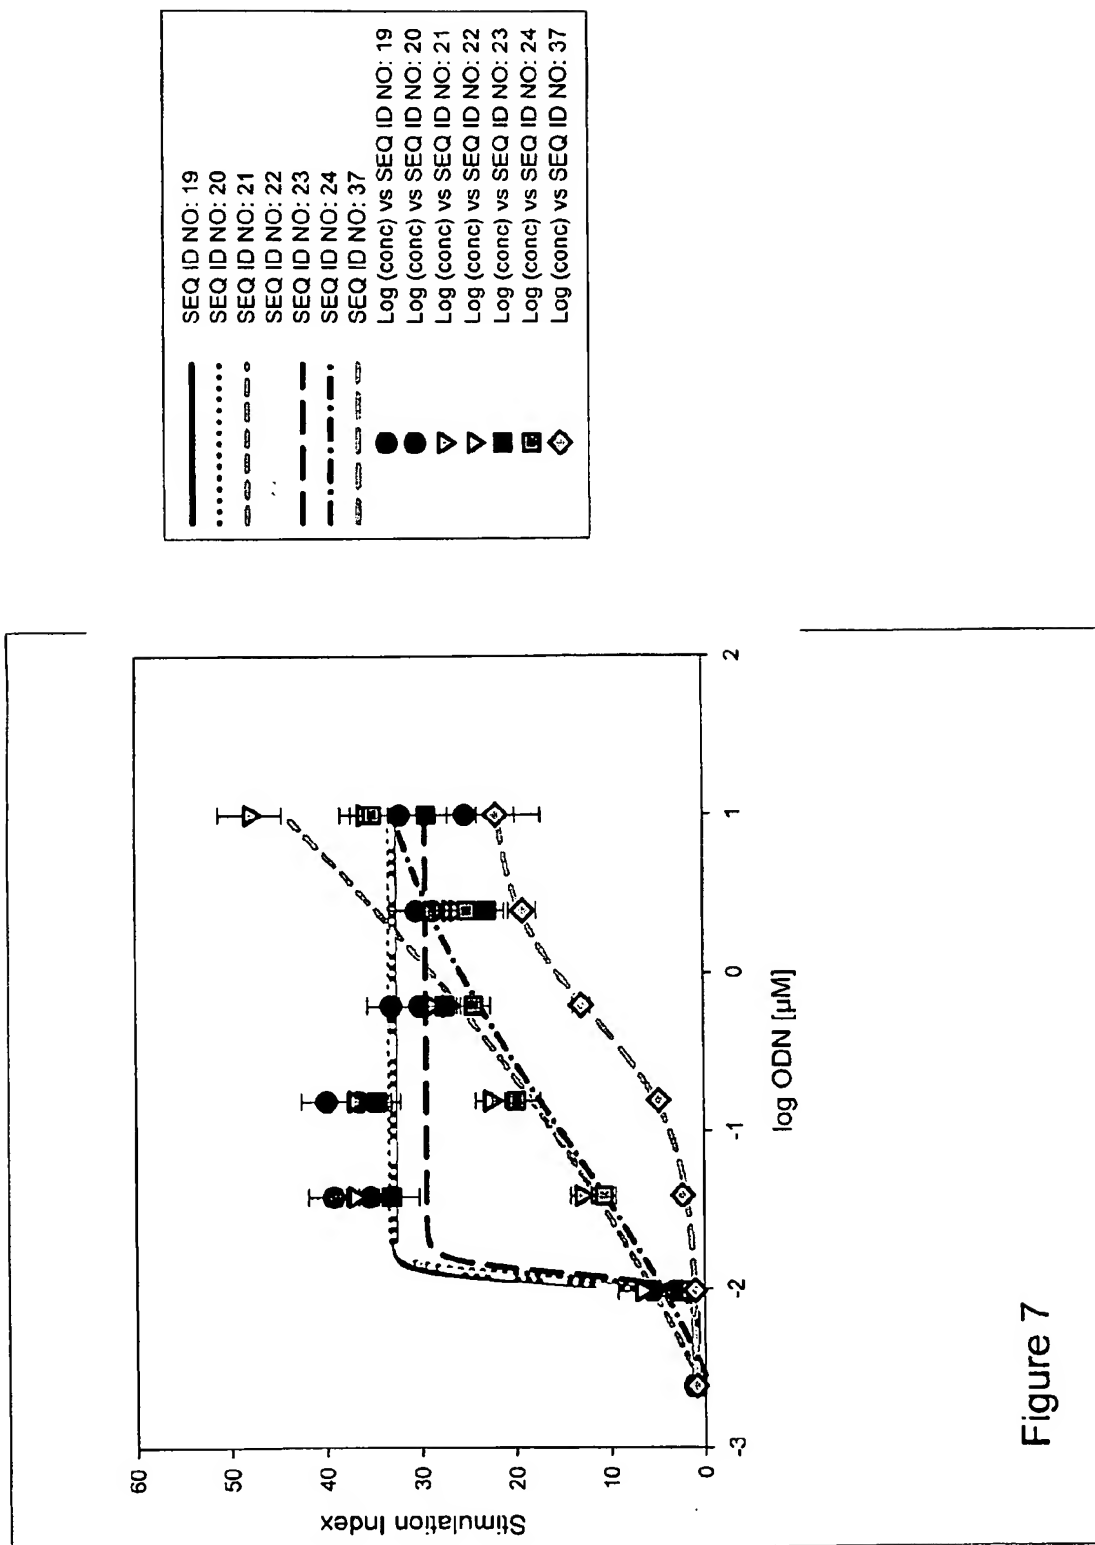 SEQ ID NO: 19
SEQ ID NO: 20
SEQ ID NO: 21
SEQ ID NO: 22
SEQ ID NO: 23
SEQ ID NO: 24
SEQ ID NO: 37
Log (conc) vs SEQ ID NO: 19
Log (conc) vs SEQ ID NO: 20
Log (conc) vs SEQ ID NO: 21
Log (conc) vs SEQ ID NO: 22
Log (conc) vs SEQ ID NO: 23
Log (conc) vs SEQ ID NO: 24
Log (conc) vs SEQ ID NO: 37
Stimulation Index
60
50
40
30
20
10
0
-3
-2
-1
0
1
2
log ODN [µM]
Figure 7